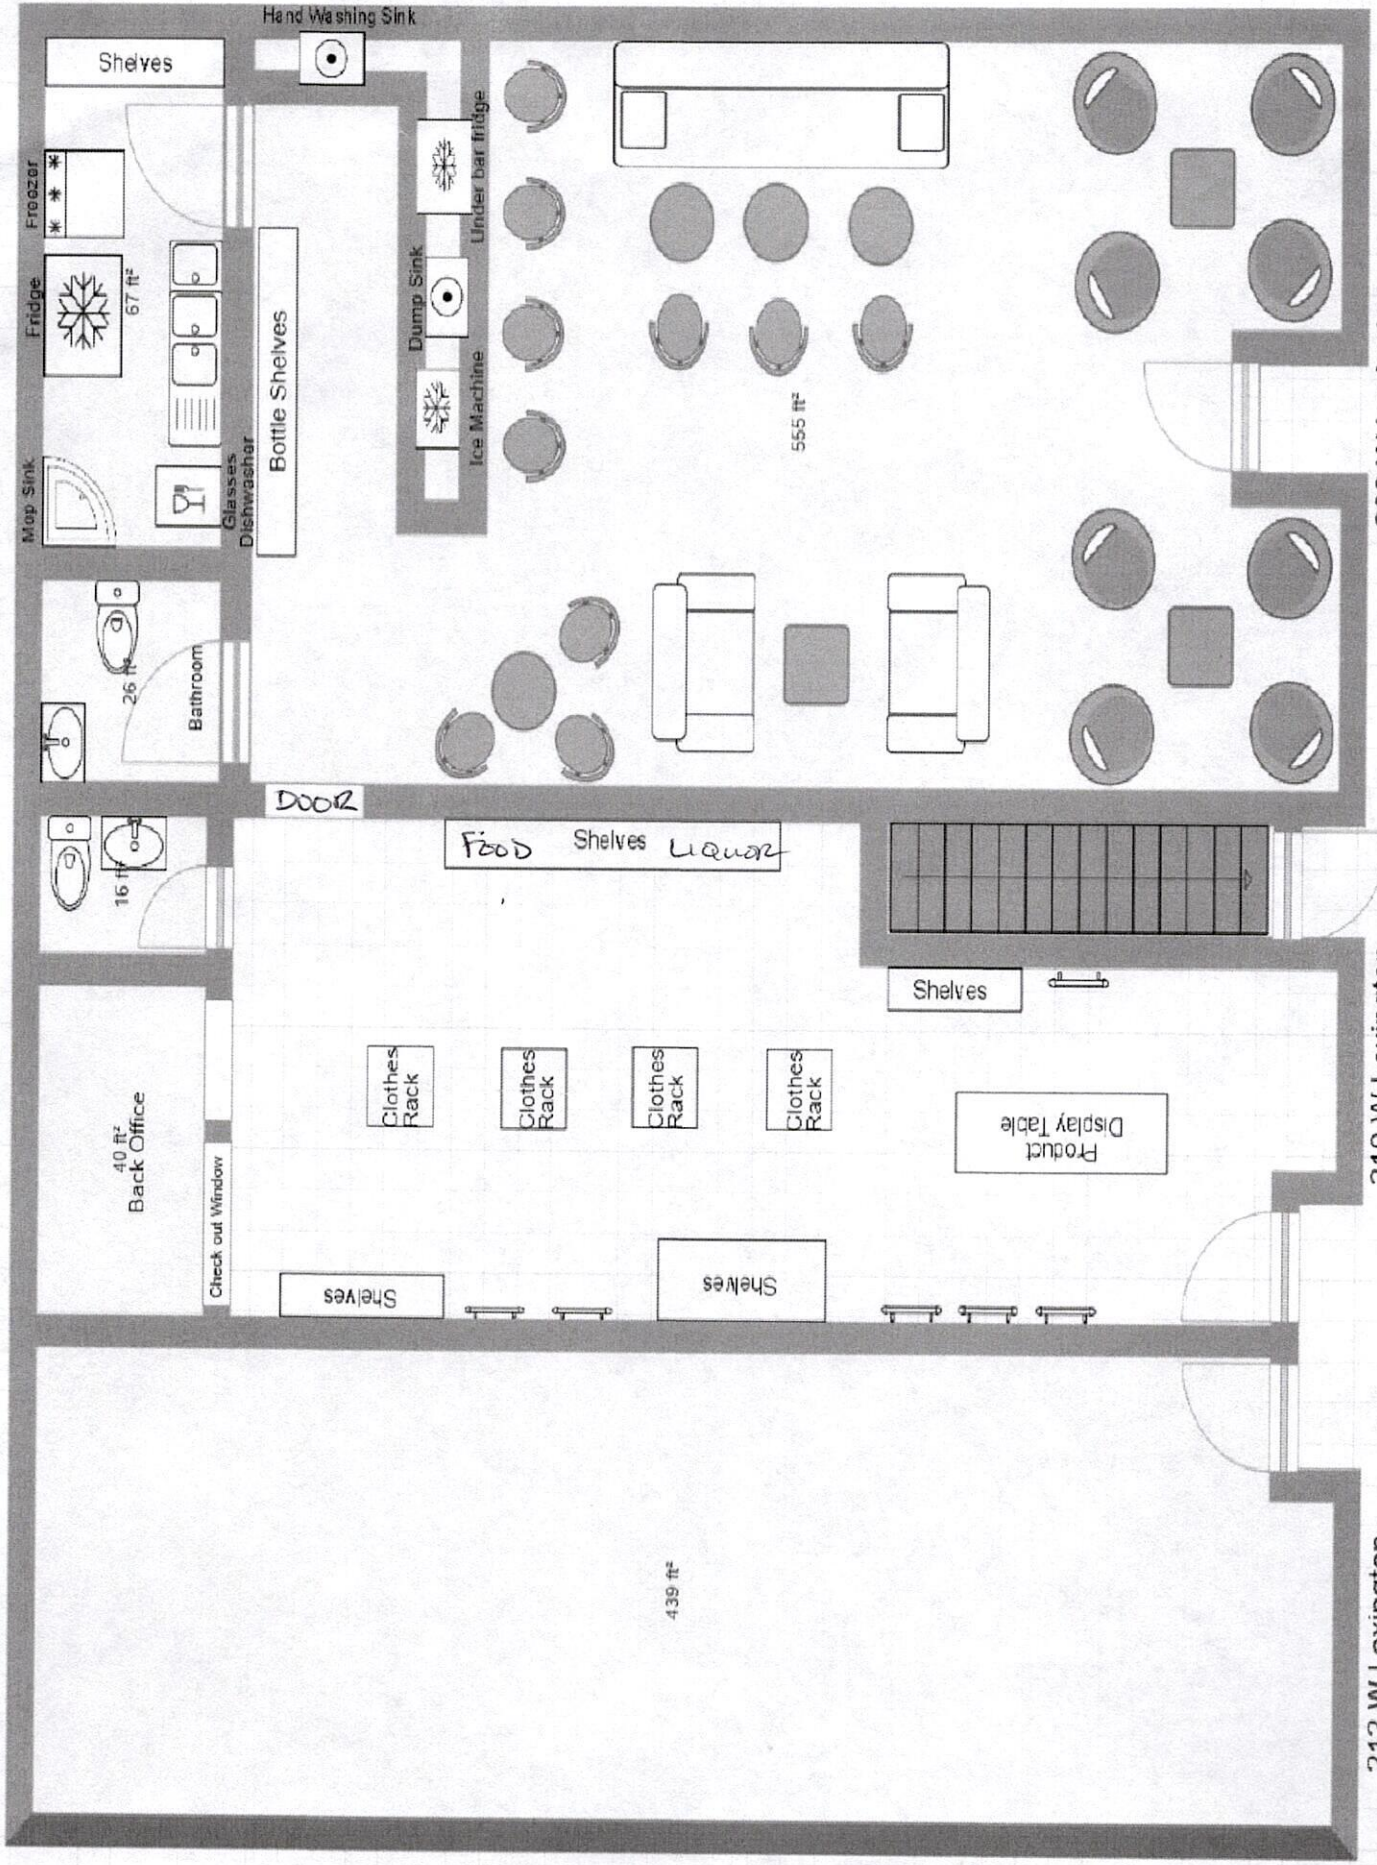 Hand Washing Sink
Shelves
Freezer
Fridge
67 ft²
Mop Sink
Glasses
Dishwasher
Bottle Shelves
Under bar fridge
Dump Sink
Ice Machine
555 ft²
26 ft²
Bathroom
DOOR
FOOD Shelves LIQUOR
16 ft²
Shelves
Clothes
Rack
Clothes
Rack
Clothes
Rack
Clothes
Rack
Product
Display Table
40 ft²
Back Office
Check out Window
Shelves
Shelves
439 ft²
212 W Lexington